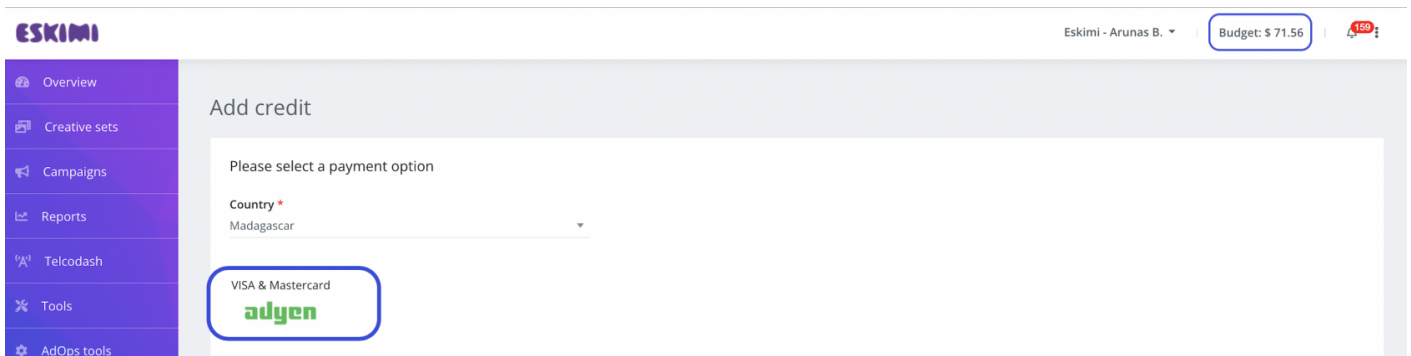 ESKIMI
Eskimi - Arunas B.
Budget: $ 71.56
159
Overview
Creative sets
Campaigns
Reports
Telcodash
Tools
AdOps tools
Add credit
Please select a payment option
Country *
Madagascar
VISA & Mastercard
adyen